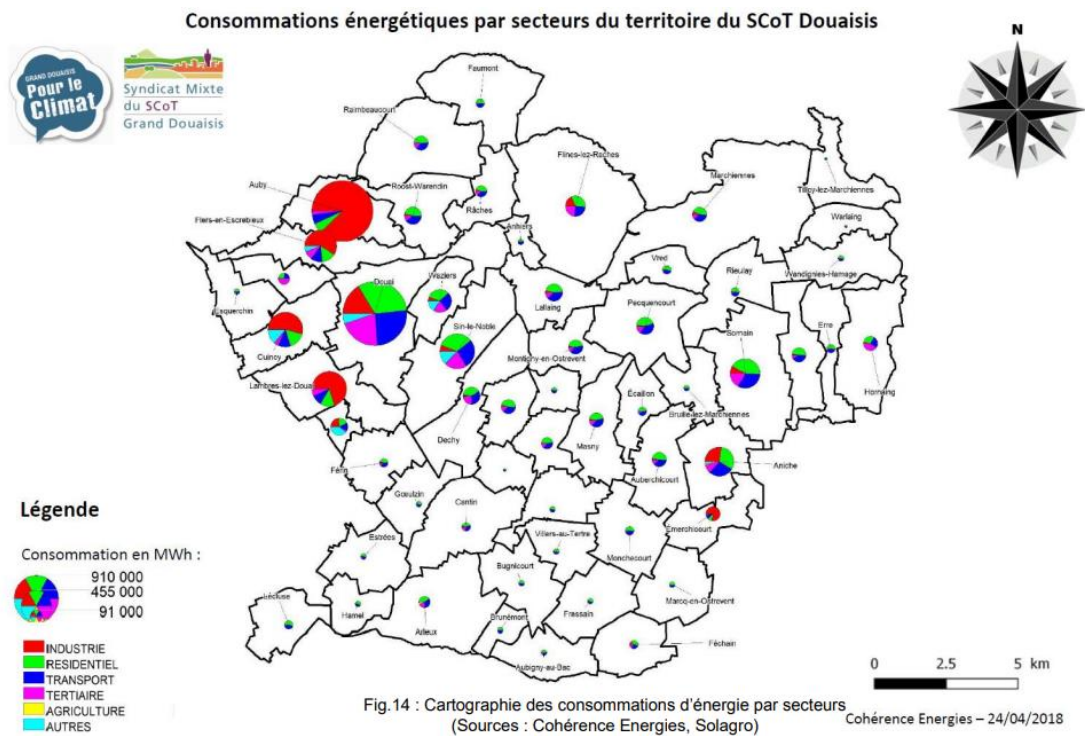 Consommations énergétiques par secteurs du territoire du SCoT Douaisis
GRAND DOUAISIS
Pour le
Climat
Syndicat Mixte
du SCoT
Grand Douaisis
N
Faumont
Raimbeaucourt
Flines-lez-Raches
Marchiennes
Tilloy-lez-Marchiennes
Auby
Roost-Warendin
Râches
Flers-en-Escrebieux
Anhiers
Warlaing
Vred
Rieulay
Wandignies-Hamage
Douai
Waziers
Esquerchin
Lallaing
Pecquencourt
Somain
Erre
Sin-le-Noble
Cuincy
Montigny-en-Ostrevent
Hornaing
Lambres-lez-Douai
Écaillon
Bruille-lez-Marchiennes
Dechy
Masny
Férin
Auberchicourt
Aniche
Gœulzin
Cantin
Émerchicourt
Estrées
Villers-au-Tertre
Monchecourt
Bugnicourt
Marcq-en-Ostrevent
Lécluse
Hamel
Arleux
Brunémont
Fressain
Féchain
Aubigny-au-Bac
Légende
Consommation en MWh :
910 000
455 000
91 000
INDUSTRIE
RESIDENTIEL
TRANSPORT
TERTIAIRE
AGRICULTURE
AUTRES
0 2.5 5 km
Fig.14 : Cartographie des consommations d'énergie par secteurs
(Sources : Cohérence Energies, Solagro)
Cohérence Energies – 24/04/2018